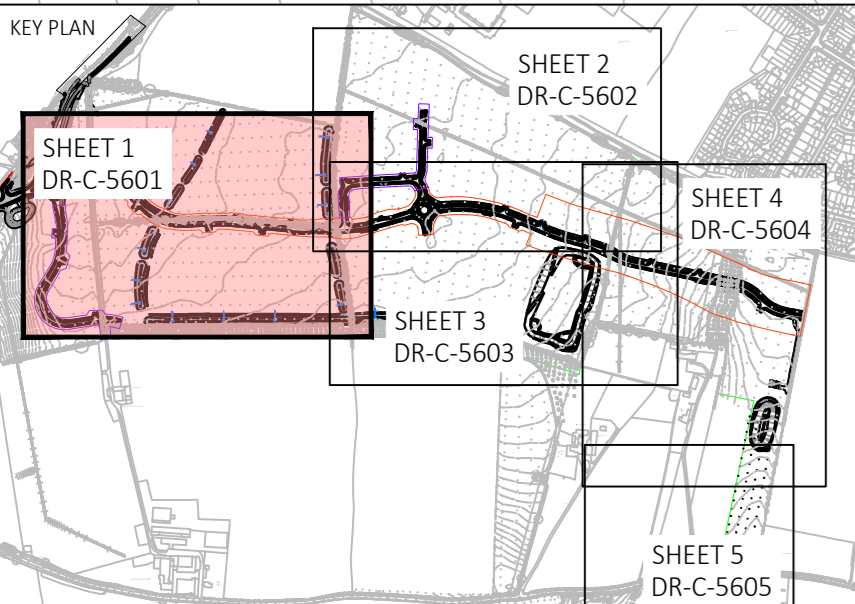 KEY PLAN
SHEET 1
DR-C-5601
SHEET 2
DR-C-5602
SHEET 3
DR-C-5603
SHEET 4
DR-C-5604
SHEET 5
DR-C-5605